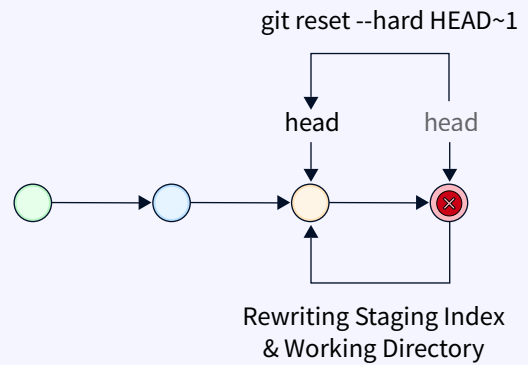 git reset --hard HEAD~1
head
head
Rewriting Staging Index
& Working Directory